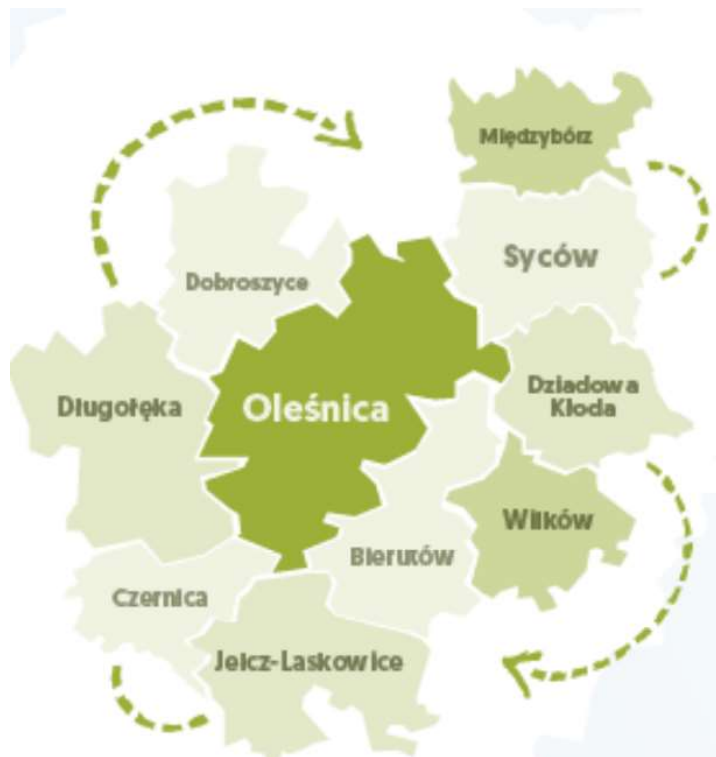 Międzybórz
Syców
Dobroszyce
Dziadowa
Kłoda
Długołęka
Oleśnica
Wilków
Bierutów
Czernica
Jelcz-Laskowice